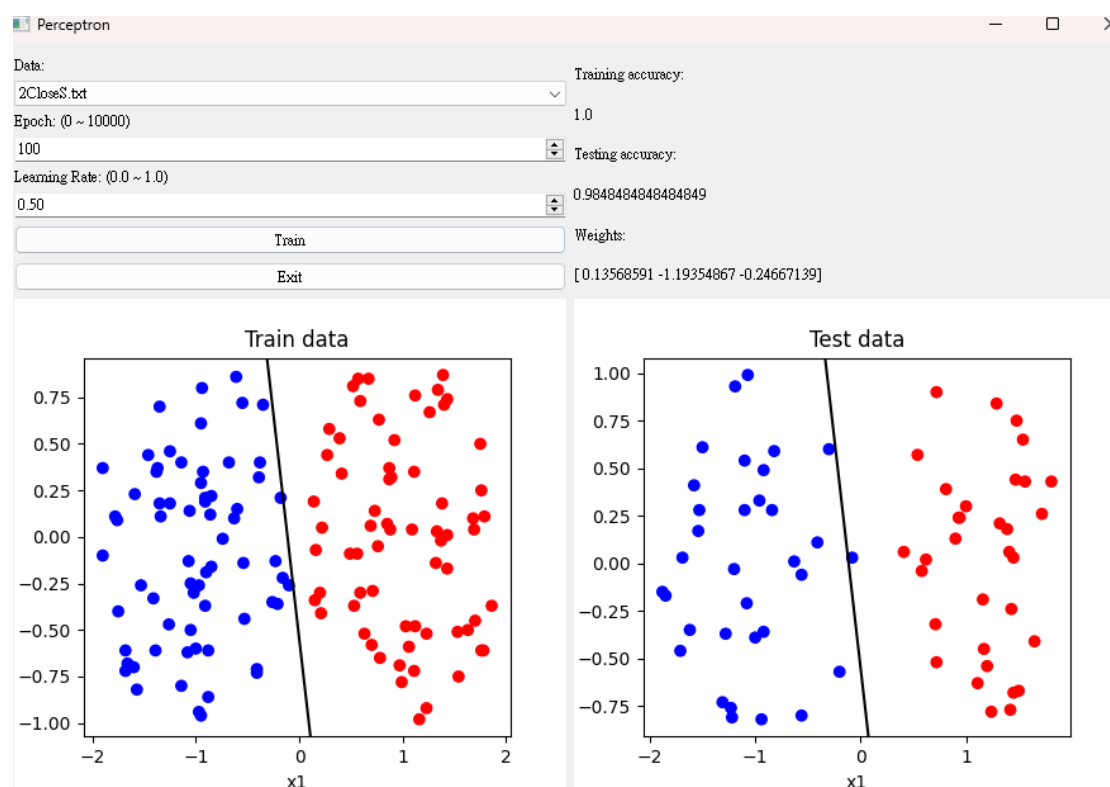 Perceptron
Data:
2CloseS.txt
Epoch: (0 ~ 10000)
100
Learning Rate: (0.0 ~ 1.0)
0.50
Train
Exit
Training accuracy:
1.0
Testing accuracy:
0.9848484848484849
Weights:
[ 0.13568591 -1.19354867 -0.24667139]
Train data
0.75
0.50
0.25
0.00
−0.25
−0.50
−0.75
−1.00
−2 −1 0 1 2
x1
Test data
1.00
0.75
0.50
0.25
0.00
−0.25
−0.50
−0.75
−2 −1 0 1
x1